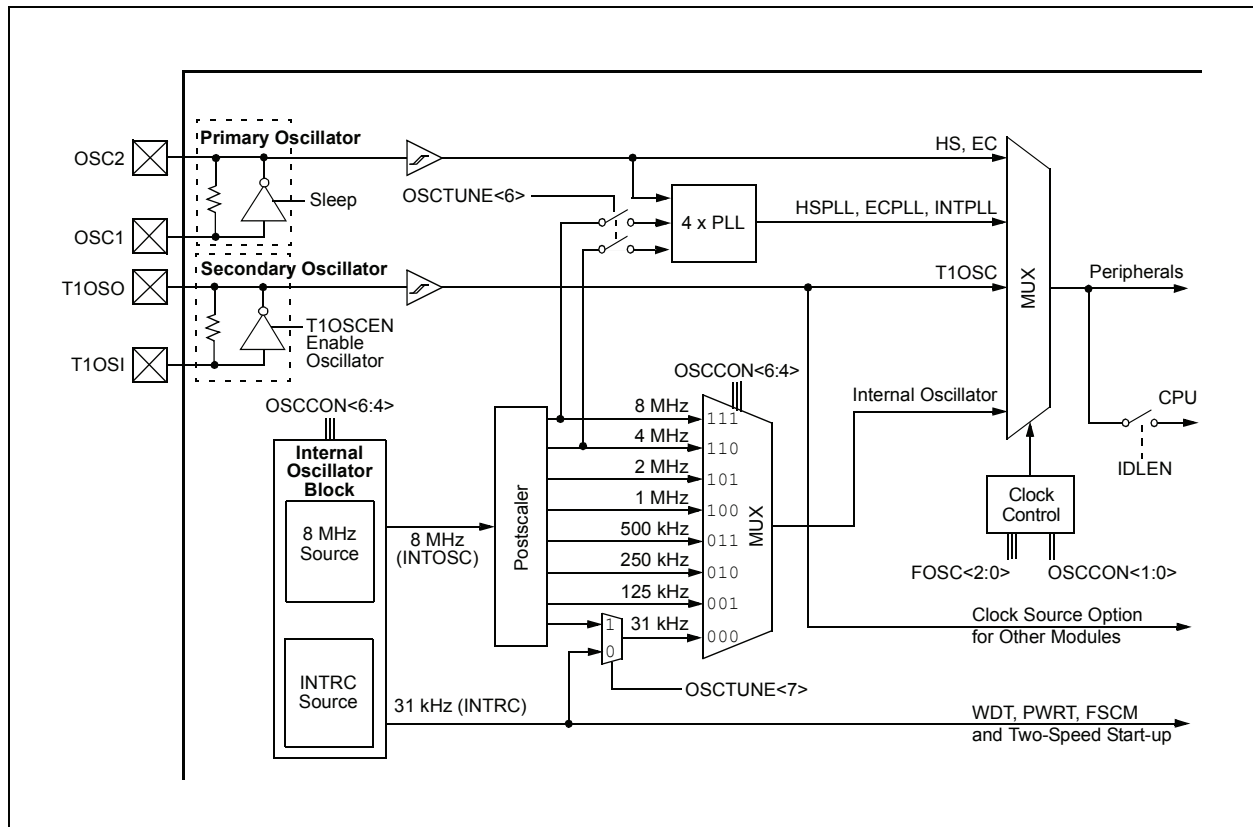 Primary Oscillator
OSC2
HS, EC
OSCTUNE<6>
Sleep
4 x PLL
HSPLL, ECPLL, INTPLL
OSC1
Secondary Oscillator
T1OSO
T1OSC
MUX
Peripherals
T1OSCEN
Enable
Oscillator
T1OSI
OSCCON<6:4>
Internal Oscillator
CPU
IDLEN
OSCCON<6:4>
Internal
Oscillator
Block
8 MHz
Source
8 MHz
(INTOSC)
Postscaler
8 MHz
111
4 MHz
110
2 MHz
101
1 MHz
100
500 kHz
011
250 kHz
010
125 kHz
001
1
31 kHz
000
0
MUX
Clock
Control
FOSC<2:0>
OSCCON<1:0>
Clock Source Option
for Other Modules
OSCTUNE<7>
INTRC
Source
31 kHz (INTRC)
WDT, PWRT, FSCM
and Two-Speed Start-up